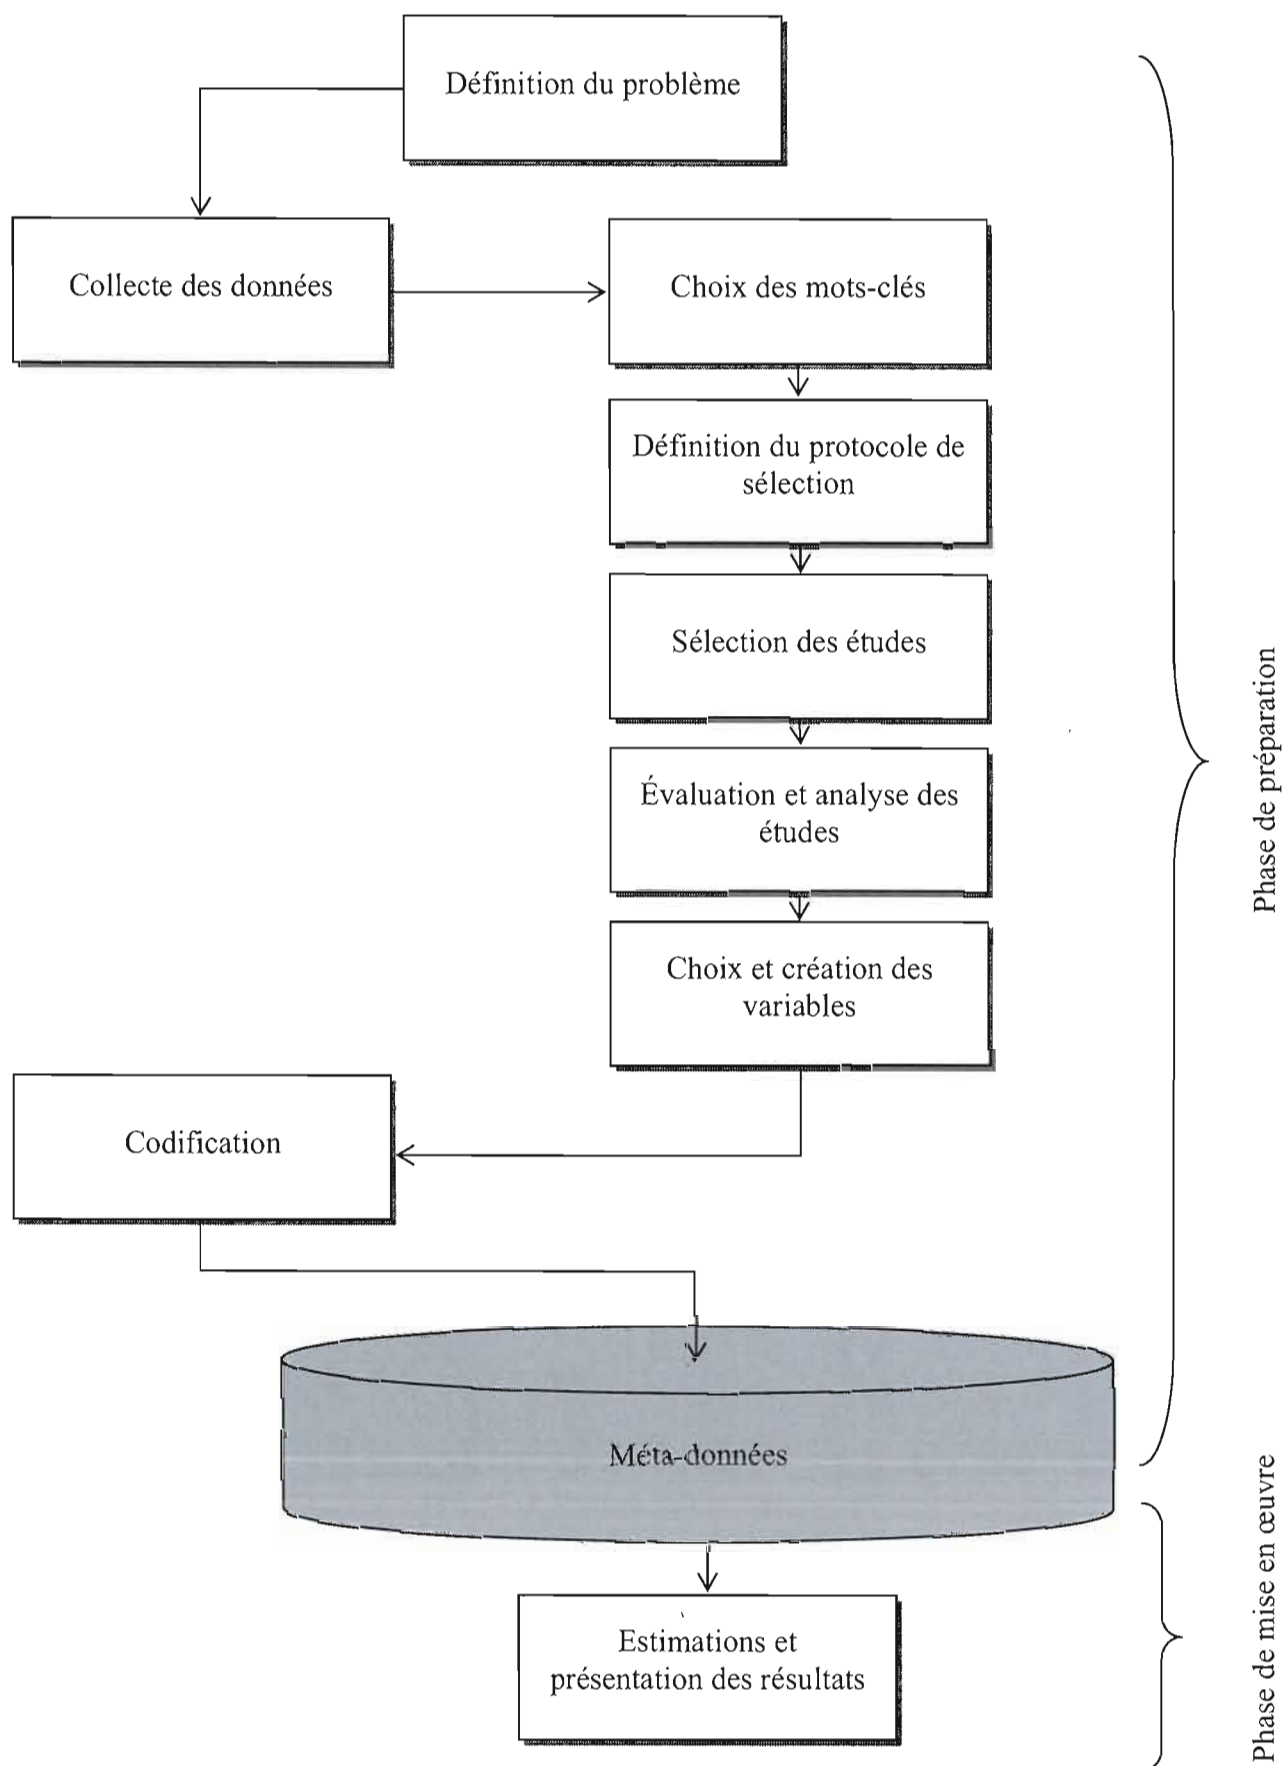 Définition du problème
Collecte des données
Choix des mots-clés
Définition du protocole de
sélection
Sélection des études
Évaluation et analyse des
études
Choix et création des
variables
Codification
Méta-données
Estimations et
présentation des résultats
Phase de préparation
Phase de mise en œuvre